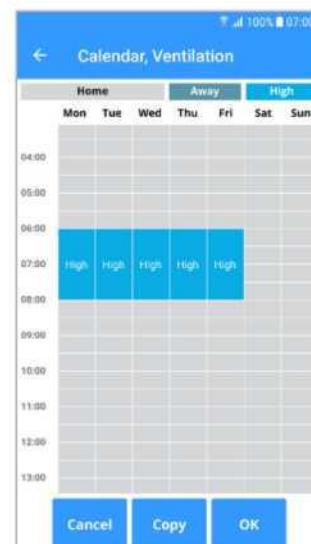 100% 07:00
Calendar, Ventilation
Home Away High
Mon Tue Wed Thu Fri Sat Sun
04:00
05:00
06:00
07:00 High High High High High
08:00
09:00
10:00
11:00
12:00
13:00
Cancel Copy OK